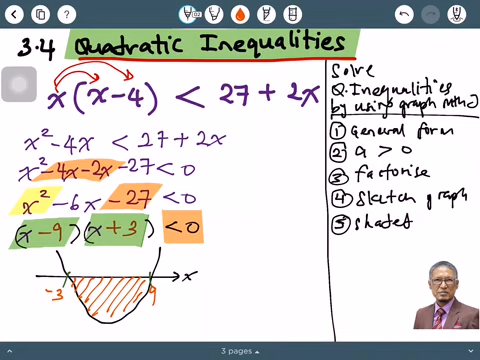 3.4 Quadratic Inequalities
x(x-4) < 27 + 2x
x²-4x < 27+2x
x²-4x-2x-27<0
x²-6x-27<0
(x-9)(x+3)<0
x
-3 9
Solve
Q. Inequalities
by using graph
① General form
② a > 0
③ Factorise
④ Sketch graph
⑤
3 pages